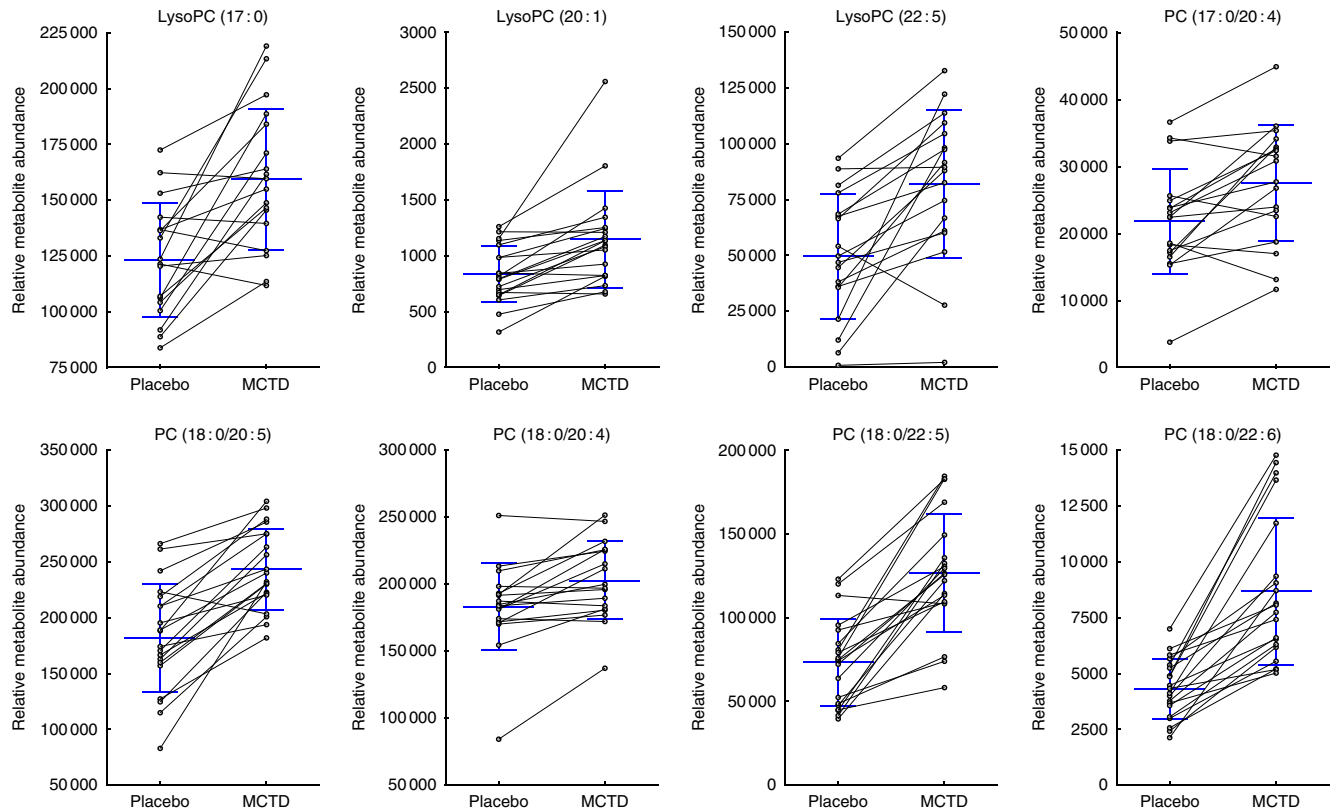 LysoPC (17 : 0)
Relative metabolite abundance
225 000
200 000
175 000
150 000
125 000
100 000
75 000
Placebo MCTD
LysoPC (20 : 1)
Relative metabolite abundance
3000
2500
2000
1500
1000
500
0
Placebo MCTD
LysoPC (22 : 5)
Relative metabolite abundance
150 000
125 000
100 000
75 000
50 000
25 000
0
Placebo MCTD
PC (17 : 0/20 : 4)
Relative metabolite abundance
50 000
40 000
30 000
20 000
10 000
0
Placebo MCTD
PC (18 : 0/20 : 5)
Relative metabolite abundance
350 000
300 000
250 000
200 000
150 000
100 000
50 000
Placebo MCTD
PC (18 : 0/20 : 4)
Relative metabolite abundance
300 000
250 000
200 000
150 000
100 000
50 000
Placebo MCTD
PC (18 : 0/22 : 5)
Relative metabolite abundance
200 000
150 000
100 000
50 000
0
Placebo MCTD
PC (18 : 0/22 : 6)
Relative metabolite abundance
15 000
12 500
10 000
7500
5000
2500
0
Placebo MCTD